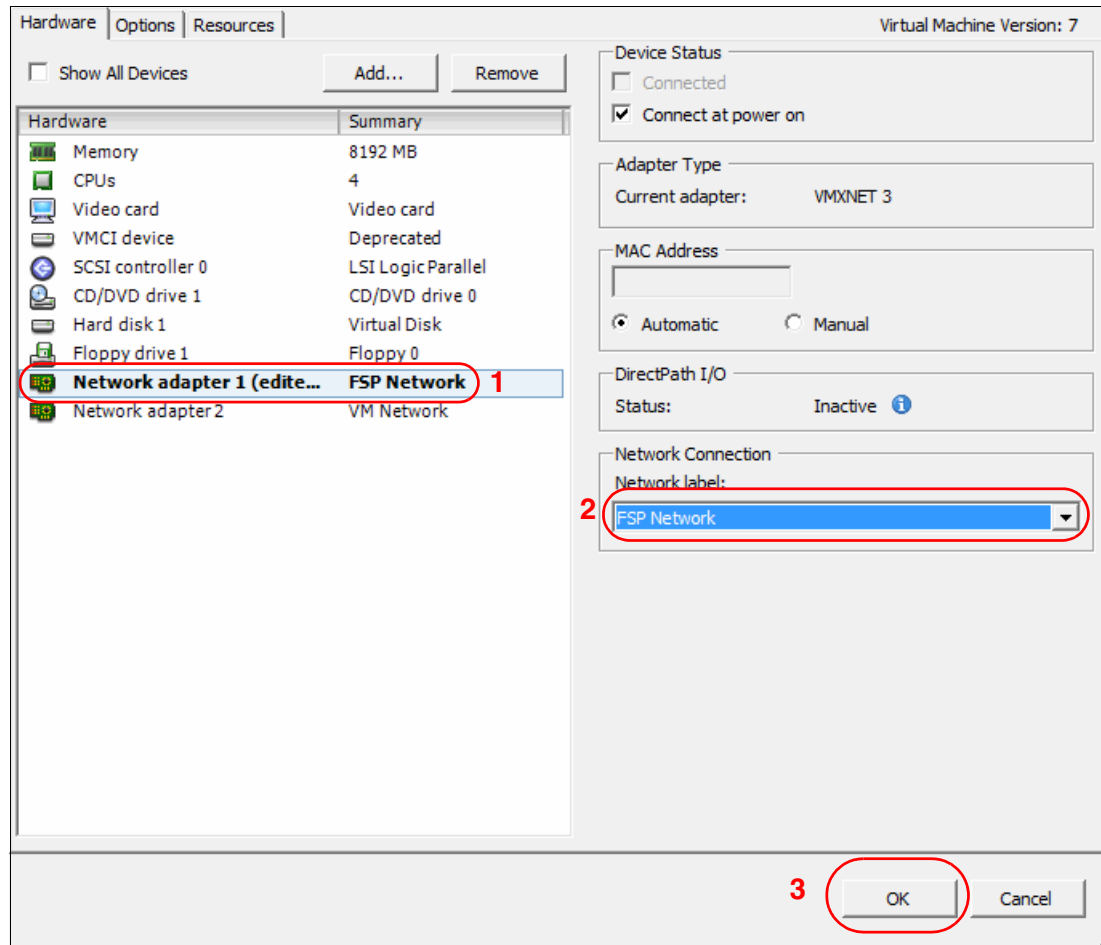 Hardware Options Resources Virtual Machine Version: 7
Show All Devices Add... Remove
Hardware Summary
Memory 8192 MB
CPUs 4
Video card Video card
VMCI device Deprecated
SCSI controller 0 LSI Logic Parallel
CD/DVD drive 1 CD/DVD drive 0
Hard disk 1 Virtual Disk
Floppy drive 1 Floppy 0
Network adapter 1 (edite... FSP Network 1
Network adapter 2 VM Network
Device Status
Connected
Connect at power on
Adapter Type
Current adapter: VMXNET 3
MAC Address
Automatic Manual
DirectPath I/O
Status: Inactive
Network Connection
Network label:
2 FSP Network
3 OK Cancel